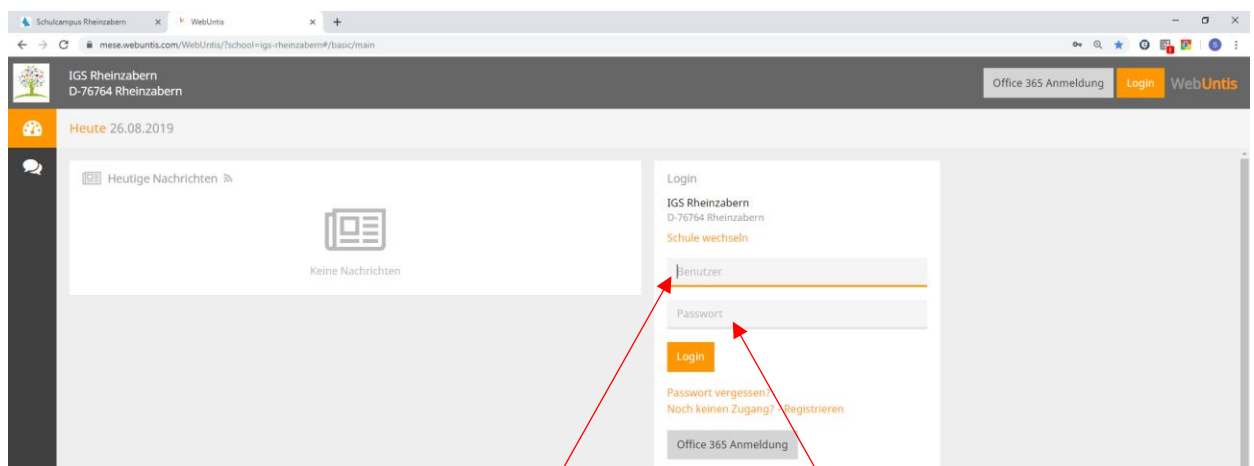 Schulcampus Rheinzabern
WebUntis
mese.webuntis.com/WebUntis/?school=igs-rheinzabern#/basic/main
IGS Rheinzabern
D-76764 Rheinzabern
Office 365 Anmeldung
Login
WebUntis
Heute 26.08.2019
Heutige Nachrichten
Keine Nachrichten
Login
IGS Rheinzabern
D-76764 Rheinzabern
Schule wechseln
Benutzer
Passwort
Login
Passwort vergessen?
Noch keinen Zugang? - Registrieren
Office 365 Anmeldung